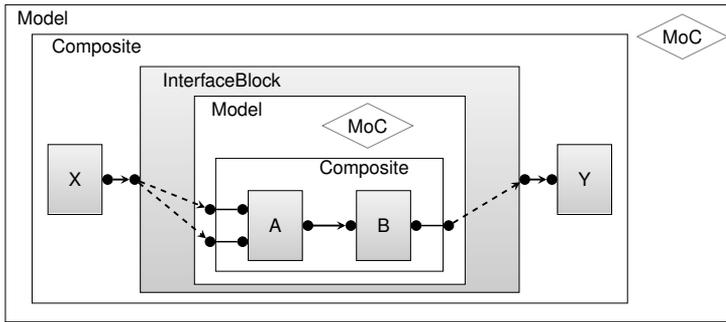 Model
MoC
Composite
InterfaceBlock
Model
MoC
Composite
X
A
B
Y